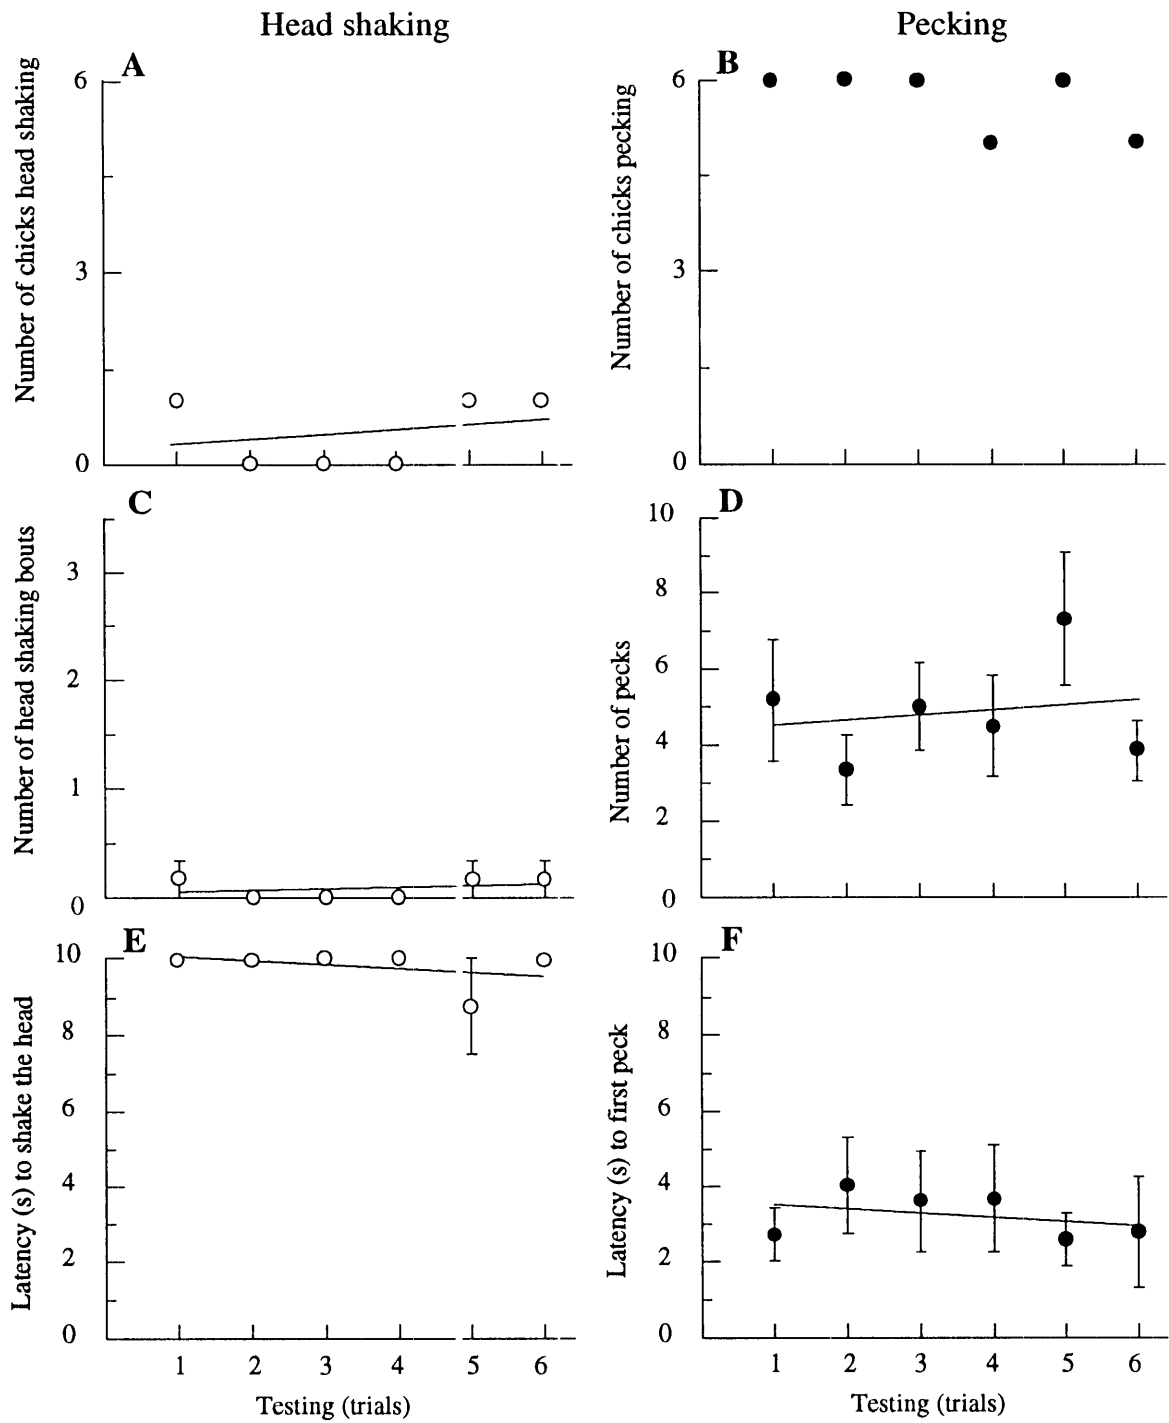 Head shaking
Pecking
A
Number of chicks head shaking
6
3
0
B
Number of chicks pecking
6
3
0
C
Number of head shaking bouts
3
2
1
0
D
Number of pecks
10
8
6
4
2
0
E
Latency (s) to shake the head
10
8
6
4
2
0
1 2 3 4 5 6
Testing (trials)
F
Latency (s) to first peck
10
8
6
4
2
0
1 2 3 4 5 6
Testing (trials)